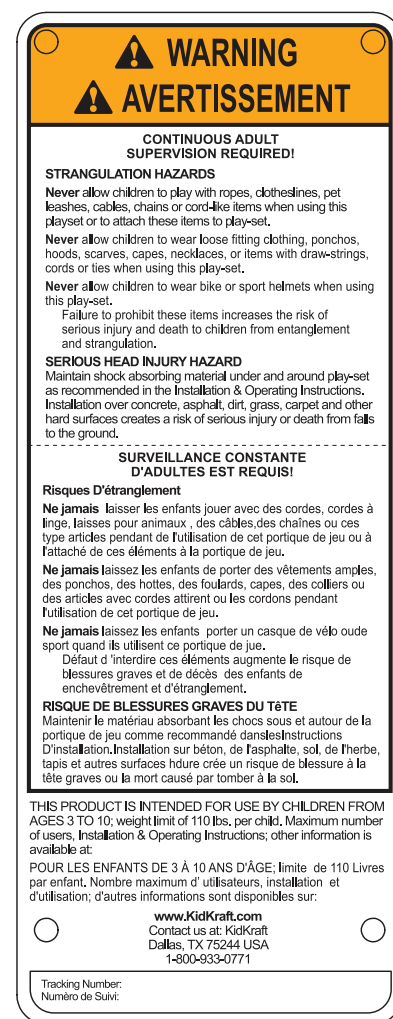 WARNING
AVERTISSEMENT
CONTINUOUS ADULT
SUPERVISION REQUIRED!
STRANGULATION HAZARDS
Never allow children to play with ropes, clotheslines, pet
leashes, cables, chains or cord-like items when using this
playset or to attach these items to play-set.
Never allow children to wear loose fitting clothing, ponchos,
hoods, scarves, capes, necklaces, or items with draw-strings,
cords or ties when using this play-set.
Never allow children to wear bike or sport helmets when using
this play-set.
Failure to prohibit these items increases the risk of
serious injury and death to children from entanglement
and strangulation.
SERIOUS HEAD INJURY HAZARD
Maintain shock absorbing material under and around play-set
as recommended in the Installation & Operating Instructions.
Installation over concrete, asphalt, dirt, grass, carpet and other
hard surfaces creates a risk of serious injury or death from falls
to the ground.
SURVEILLANCE CONSTANTE
D'ADULTES EST REQUIS!
Risques D'étranglement
Ne jamais laisser les enfants jouer avec des cordes, cordes à
linge, laisses pour animaux , des câbles,des chaînes ou ces
type articles pendant de l'utilisation de cet portique de jeu ou à
l'attaché de ces éléments à la portique de jeu.
Ne jamais laissez les enfants de porter des vêtements amples,
des ponchos, des hottes, des foulards, capes, des colliers ou
des articles avec cordes attirent ou les cordons pendant
l'utilisation de cet portique de jeu.
Ne jamais laissez les enfants porter un casque de vélo oude
sport quand ils utilisent ce portique de jue.
Défaut d 'interdire ces éléments augmente le risque de
blessures graves et de décès des enfants de
enchevêtrement et d'étranglement.
RISQUE DE BLESSURES GRAVES DU TêTE
Maintenir le matériau absorbant les chocs sous et autour de la
portique de jeu comme recommandé danslesInstructions
D'installation.Installation sur béton, de l'asphalte, sol, de l'herbe,
tapis et autres surfaces hdure crée un risque de blessure à la
tête graves ou la mort causé par tomber à la sol.
THIS PRODUCT IS INTENDED FOR USE BY CHILDREN FROM
AGES 3 TO 10; weight limit of 110 lbs. per child. Maximum number
of users, Installation & Operating Instructions; other information is
available at:
POUR LES ENFANTS DE 3 À 10 ANS D'ÂGE; limite de 110 Livres
par enfant. Nombre maximum d' utilisateurs, installation et
d'utilisation; d'autres informations sont disponibles sur:
www.KidKraft.com
Contact us at: KidKraft
Dallas, TX 75244 USA
1-800-933-0771
Tracking Number:
Numèro de Suivi: